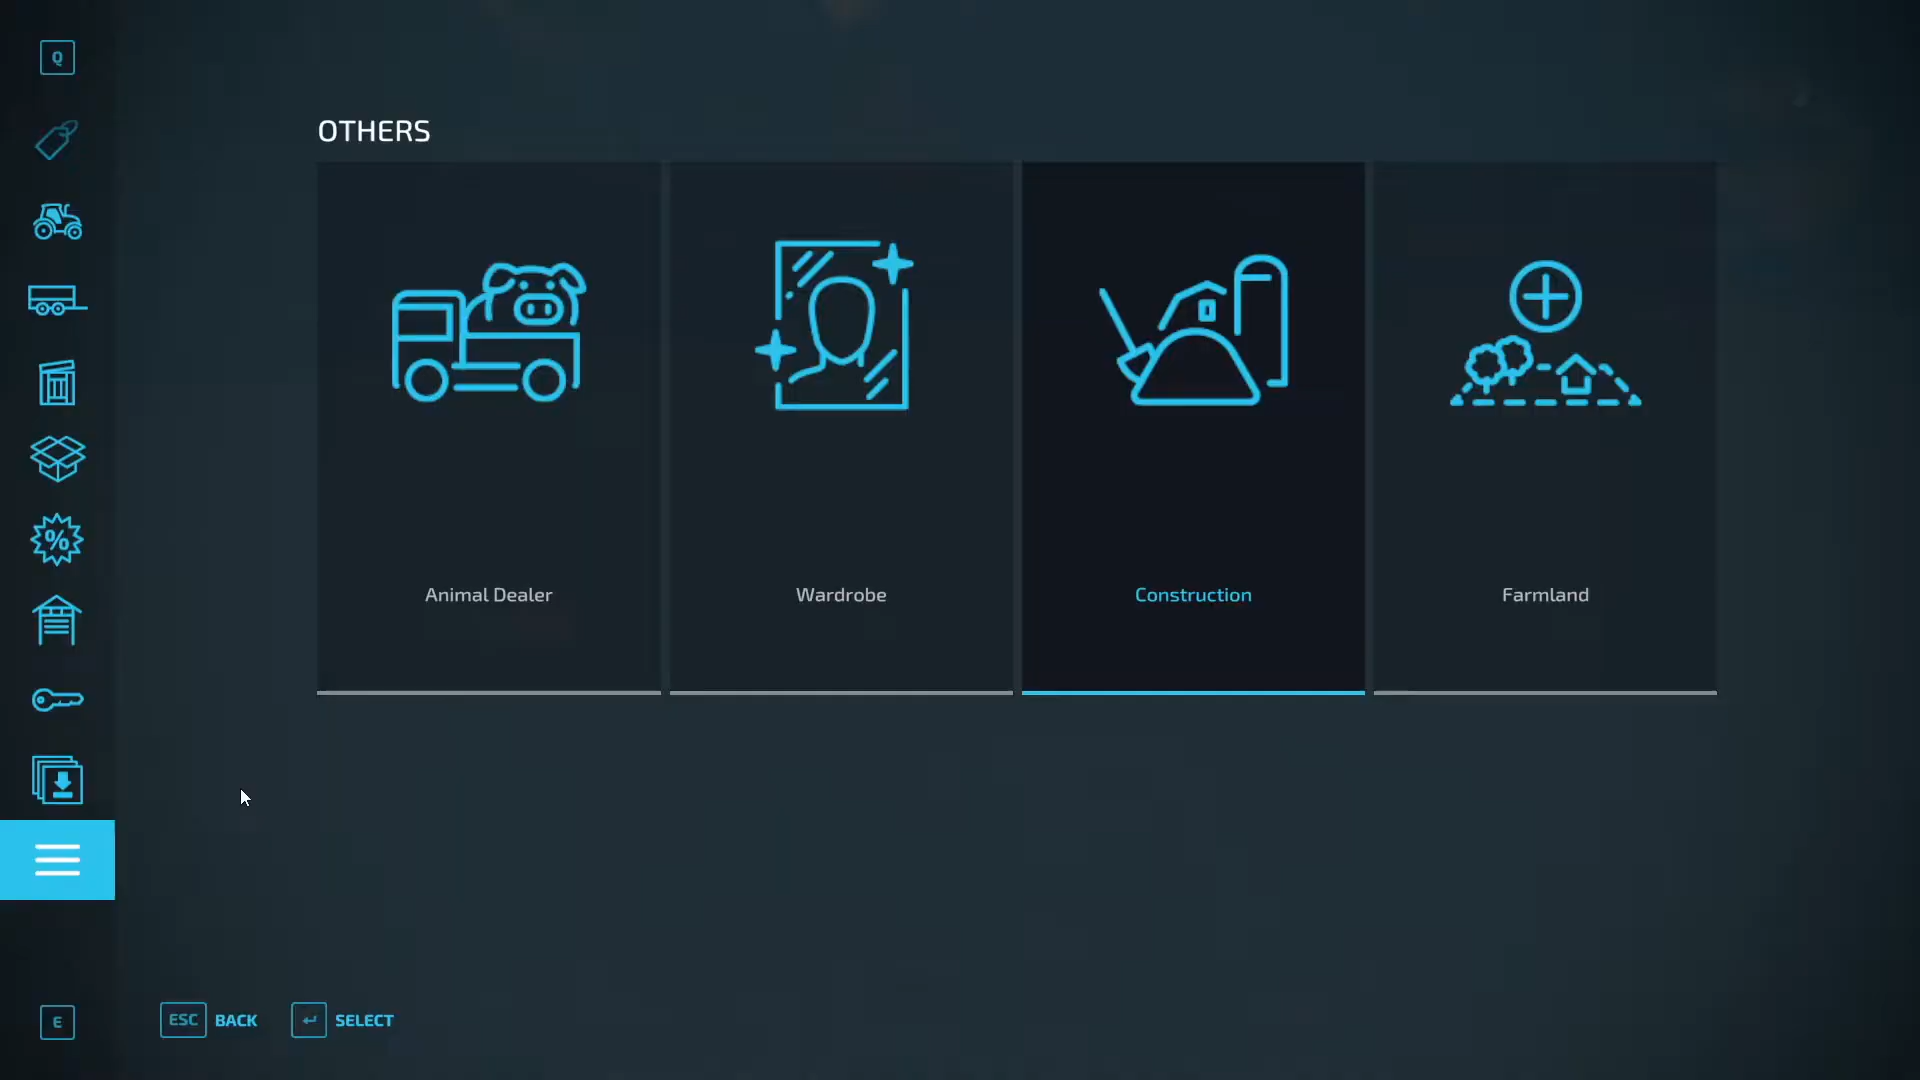 Q
OTHERS
%
Animal Dealer
Wardrobe
Construction
Farmland
E
ESC BACK
SELECT